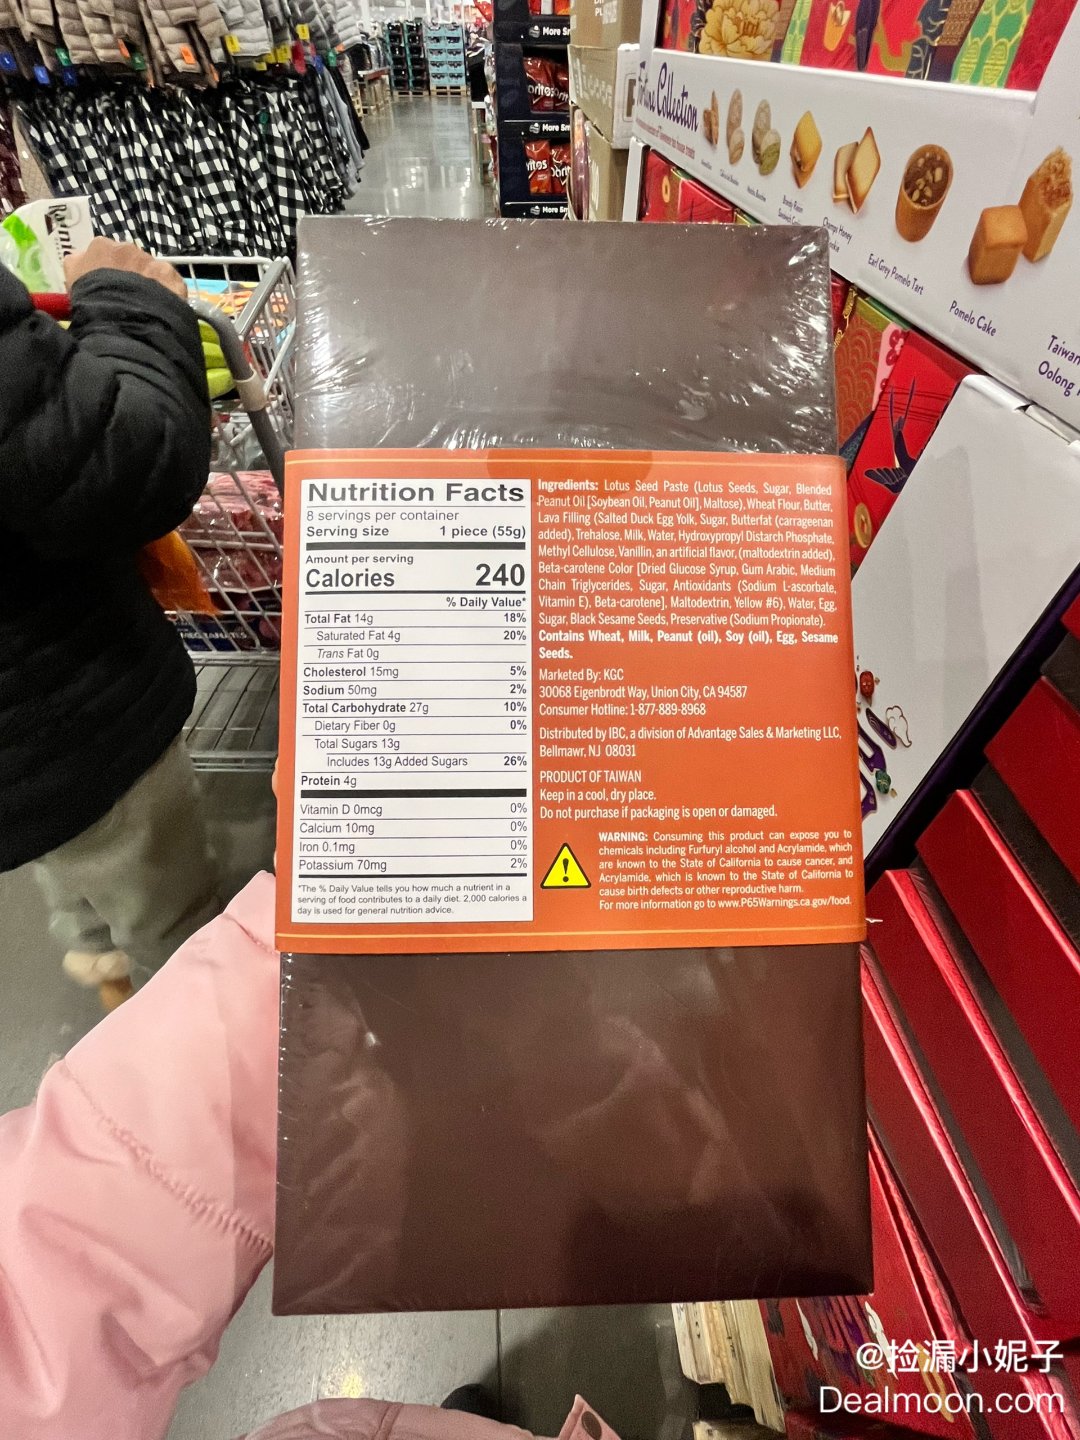 More Sm
More Sm
More Sm
Fortune Collection
Earl Grey Pomelo Tart
Pomelo Cake
Taiwan
Oolong
Nutrition Facts
8 servings per container
Serving size 1 piece (55g)
Amount per serving
Calories 240
% Daily Value*
Total Fat 14g 18%
Saturated Fat 4g 20%
Trans Fat 0g
Cholesterol 15mg 5%
Sodium 50mg 2%
Total Carbohydrate 27g 10%
Dietary Fiber 0g 0%
Total Sugars 13g
Includes 13g Added Sugars 26%
Protein 4g
Vitamin D 0mcg 0%
Calcium 10mg 0%
Iron 0.1mg 0%
Potassium 70mg 2%
*The % Daily Value tells you how much a nutrient in a
serving of food contributes to a daily diet. 2,000 calories a
day is used for general nutrition advice.
Ingredients: Lotus Seed Paste (Lotus Seeds, Sugar, Blended
Peanut Oil [Soybean Oil, Peanut Oil], Maltose), Wheat Flour, Butter,
Lava Filling (Salted Duck Egg Yolk, Sugar, Butterfat (carrageenan
added), Trehalose, Milk, Water, Hydroxypropyl Distarch Phosphate,
Methyl Cellulose, Vanillin, an artificial flavor, (maltodextrin added),
Beta-carotene Color [Dried Glucose Syrup, Gum Arabic, Medium
Chain Triglycerides, Sugar, Antioxidants (Sodium L-ascorbate,
Vitamin E), Beta-carotene], Maltodextrin, Yellow #6), Water, Egg,
Sugar, Black Sesame Seeds, Preservative (Sodium Propionate).
Contains Wheat, Milk, Peanut (oil), Soy (oil), Egg, Sesame
Seeds.
Marketed By: KGC
30068 Eigenbrodt Way, Union City, CA 94587
Consumer Hotline: 1-877-889-8968
Distributed by IBC, a division of Advantage Sales & Marketing LLC,
Bellmawr, NJ 08031
PRODUCT OF TAIWAN
Keep in a cool, dry place.
Do not purchase if packaging is open or damaged.
WARNING: Consuming this product can expose you to
chemicals including Furfuryl alcohol and Acrylamide, which
are known to the State of California to cause cancer, and
Acrylamide, which is known to the State of California to
cause birth defects or other reproductive harm.
For more information go to www.P65Warnings.ca.gov/food.
@捡漏小妮子
Dealmoon.com